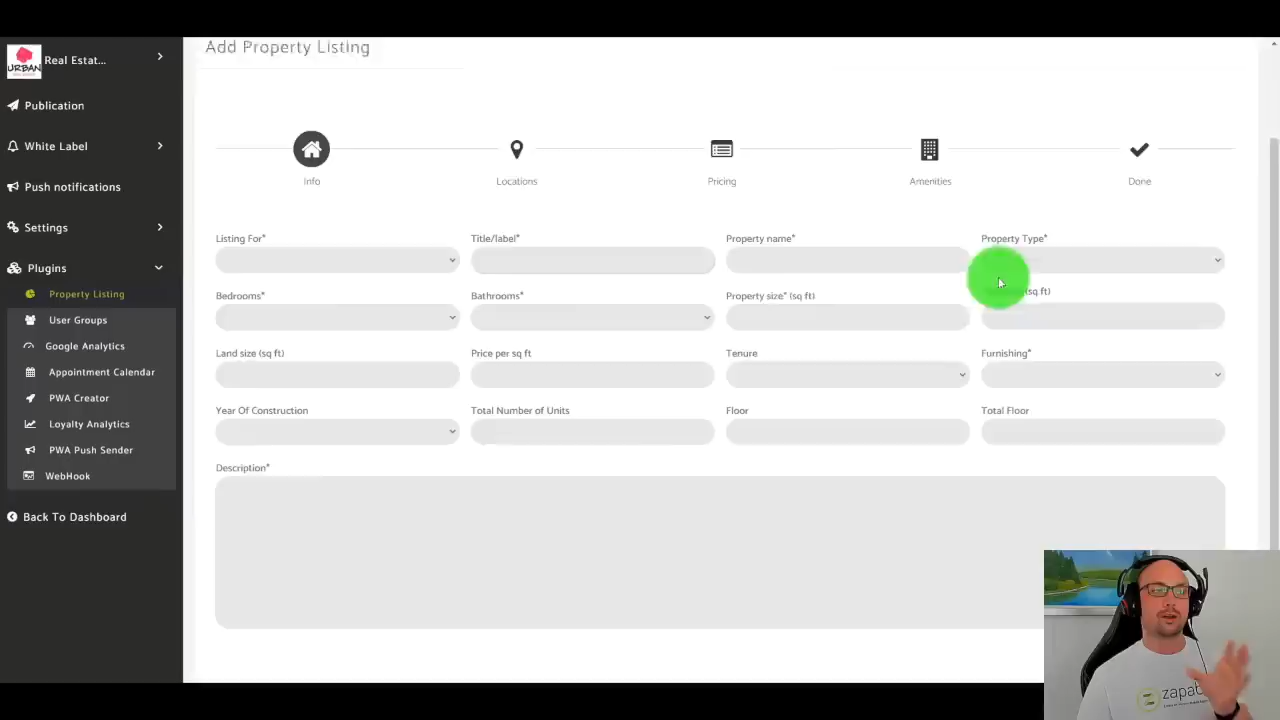 Add Property Listing
URBAN
Real Estat...
Publication
White Label
Push notifications
Settings
Plugins
Property Listing
User Groups
Google Analytics
Appointment Calendar
PWA Creator
Loyalty Analytics
PWA Push Sender
WebHook
Back To Dashboard
Info
Locations
Pricing
Amenities
Done
Listing For*
Title/label*
Property name*
Property Type*
Bedrooms*
Bathrooms*
Property size* (sq ft)
(sq ft)
Land size (sq ft)
Price per sq ft
Tenure
Furnishing*
Year Of Construction
Total Number of Units
Floor
Total Floor
Description*